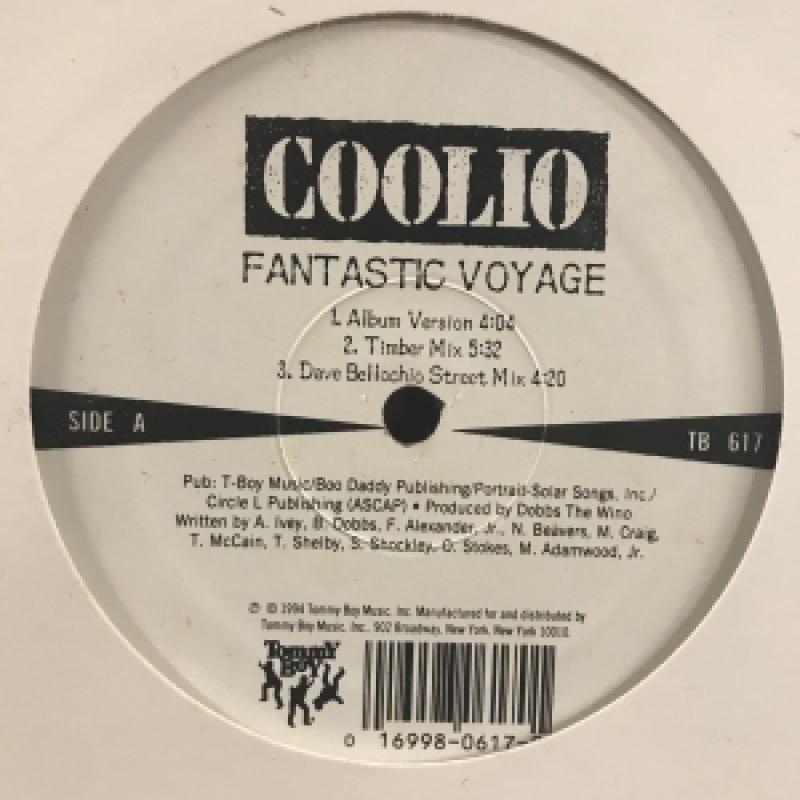 COOLIO
FANTASTIC VOYAGE
1. Album Version 4:04
2. Timber Mix 5:32
3. Dave Bellochio Street Mix 4:20
SIDE A
TB 617
Pub: T-Boy Music/Boo Daddy Publishing/Portrait-Solar Songs, Inc./
Circle L Publishing (ASCAP) • Produced by Dobbs The Wino
Written by A. Ivey, B. Dobbs, F. Alexander, Jr., N. Beavers, M. Craig,
T. McCain, T. Shelby, S. Shockley, O. Stokes, M. Adamwood, Jr.
℗ © 1994 Tommy Boy Music, Inc. Manufactured for and distributed by
Tommy Boy Music, Inc., 902 Broadway, New York, New York 10010.
Tommy
Boy
0 16998-0617-